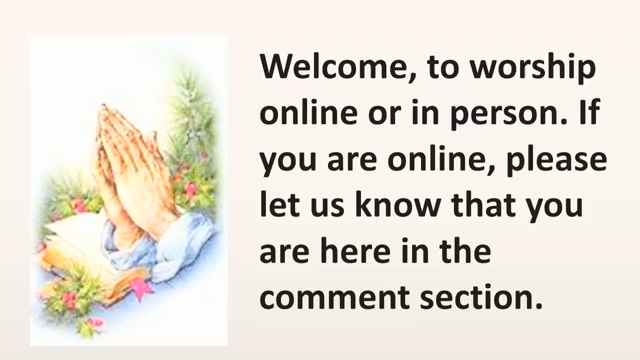 Welcome, to worship
online or in person. If
you are online, please
let us know that you
are here in the
comment section.